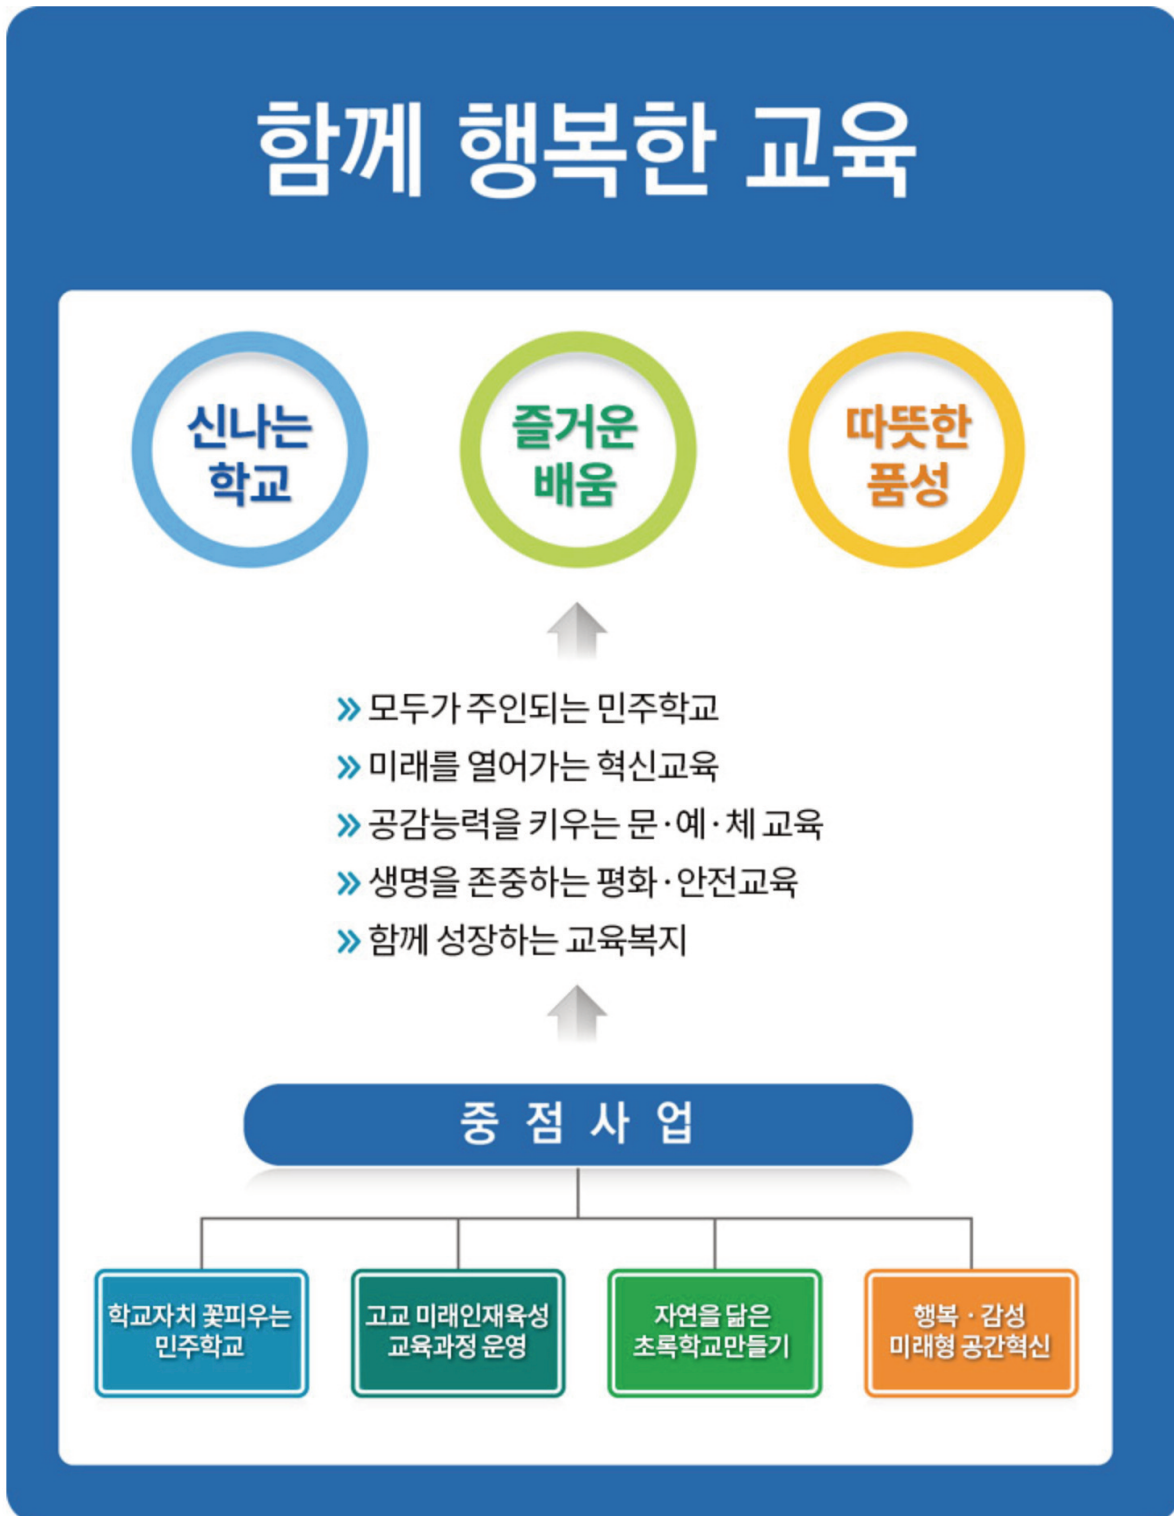 함께 행복한 교육
신나는
학교
즐거운
배움
따뜻한
품성
» 모두가 주인되는 민주학교
» 미래를 열어가는 혁신교육
» 공감능력을 키우는 문·예·체 교육
» 생명을 존중하는 평화·안전교육
» 함께 성장하는 교육복지
중점사업
학교자치 꽃피우는
민주학교
고교 미래인재육성
교육과정 운영
자연을 닮은
초록학교만들기
행복·감성
미래형 공간혁신